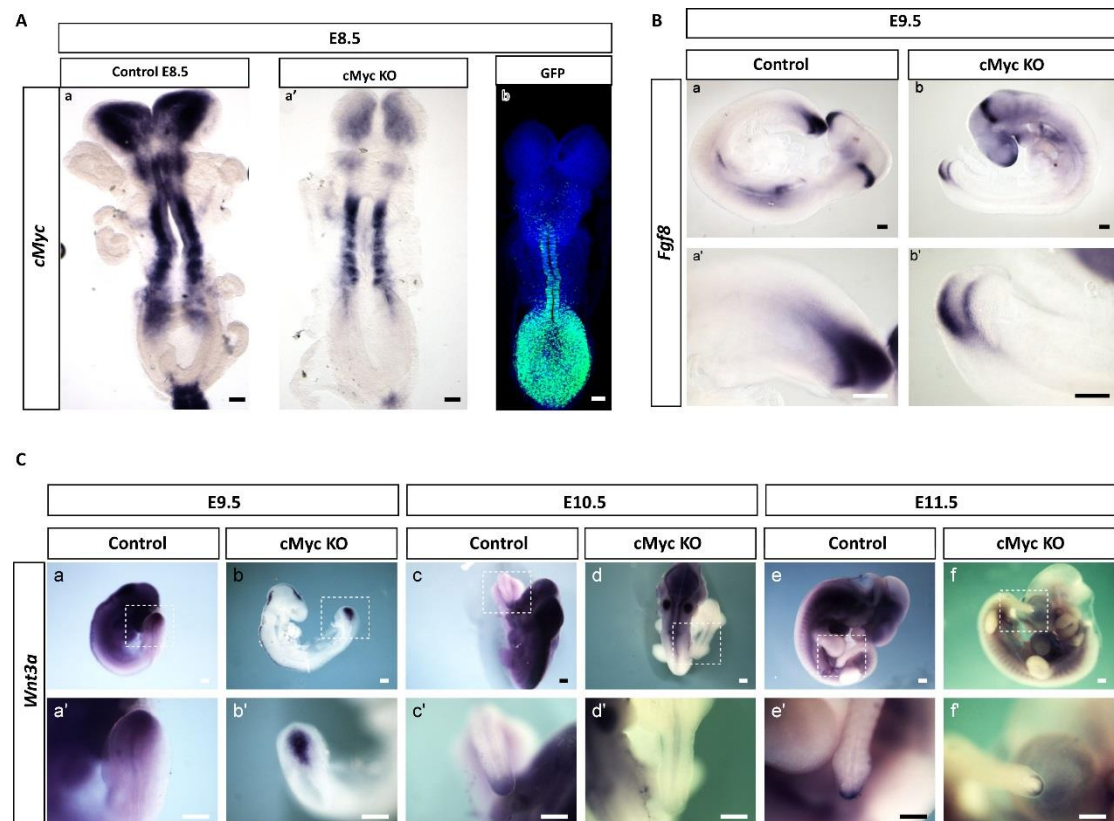 A
E8.5
Control E8.5
cMyc KO
GFP
cMyc
a
a'
b
B
E9.5
Control
cMyc KO
Fgf8
a
b
a'
b'
C
E9.5
E10.5
E11.5
Control
cMyc KO
Control
cMyc KO
Control
cMyc KO
Wnt3a
a
b
c
d
e
f
a'
b'
c'
d'
e'
f'